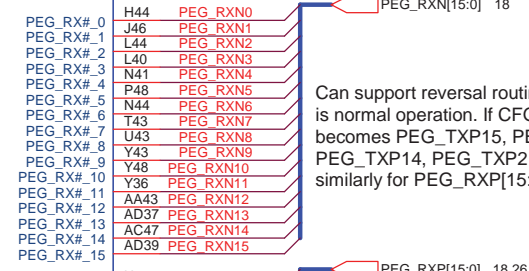 PEG_RXN[15:0] 18
PEG_RX#_0 H44 PEG_RXN0
PEG_RX#_1 J46 PEG_RXN1
PEG_RX#_2 L44 PEG_RXN2
PEG_RX#_3 L40 PEG_RXN3
PEG_RX#_4 N41 PEG_RXN4
PEG_RX#_5 P48 PEG_RXN5
PEG_RX#_6 N44 PEG_RXN6
PEG_RX#_7 T43 PEG_RXN7
PEG_RX#_8 U43 PEG_RXN8
PEG_RX#_9 Y43 PEG_RXN9
PEG_RX#_10 Y48 PEG_RXN10
PEG_RX#_11 Y36 PEG_RXN11
PEG_RX#_12 AA43 PEG_RXN12
PEG_RX#_13 AD37 PEG_RXN13
PEG_RX#_14 AC47 PEG_RXN14
PEG_RX#_15 AD39 PEG_RXN15
Can support reversal routi
is normal operation. If CFG
becomes PEG_TXP15, PE
PEG_TXP14, PEG_TXP2
similarly for PEG_RXP[15:
PEG_RXP[15:0] 18,26